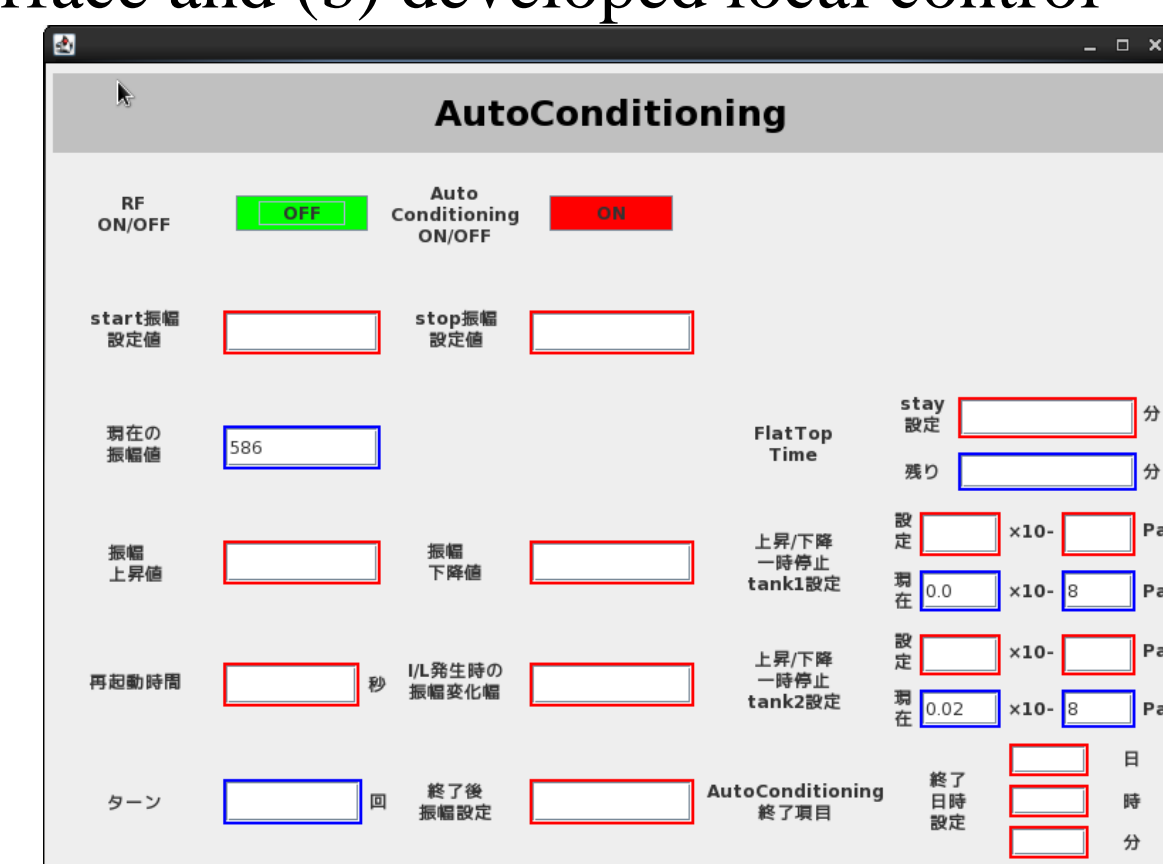 rface and (b) developed local control
AutoConditioning
RF
ON/OFF
OFF
Auto
Conditioning
ON/OFF
ON
start振幅
設定値
stop振幅
設定値
現在の
振幅値
586
FlatTop
Time
stay
設定
分
残り
分
振幅
上昇値
振幅
下降値
上昇/下降
一時停止
tank1設定
設
定
×10-
Pa
現
在
0.0
×10-
8
Pa
再起動時間
秒
I/L発生時の
振幅変化幅
上昇/下降
一時停止
tank2設定
設
定
×10-
Pa
現
在
0.02
×10-
8
Pa
ターン
回
終了後
振幅設定
AutoConditioning
終了項目
終了
日時
設定
日
時
分